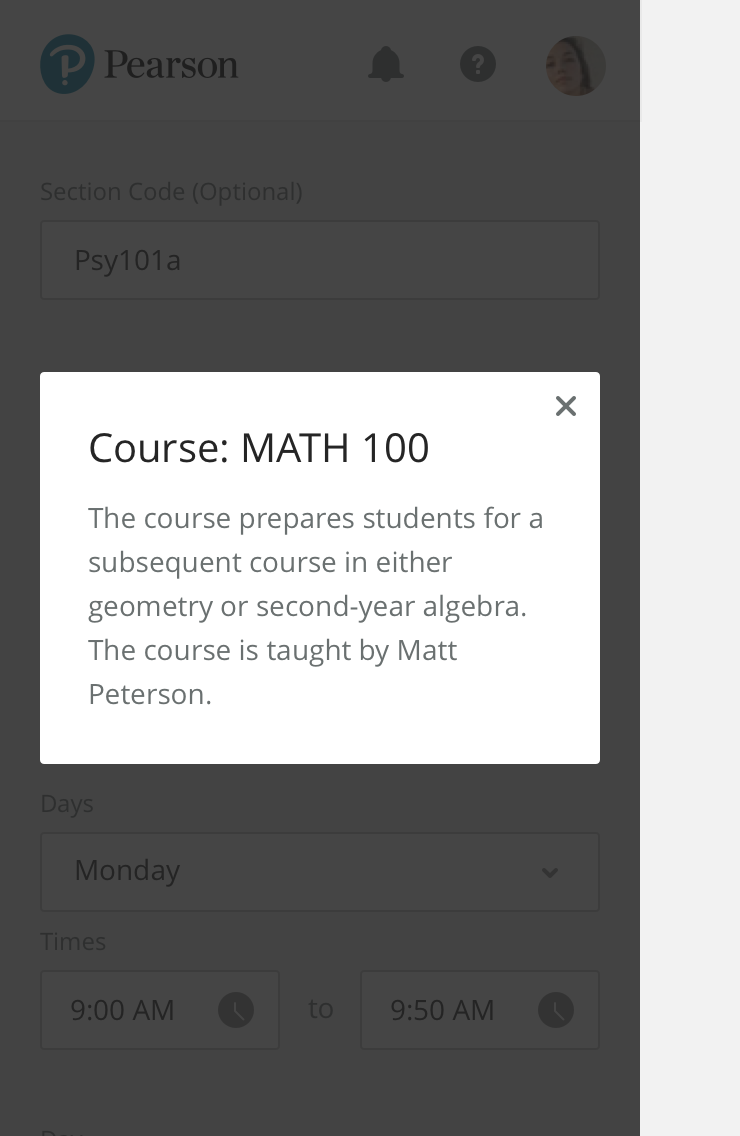 Pearson
Section Code (Optional)
Psy101a
Course: MATH 100
The course prepares students for a
subsequent course in either
geometry or second-year algebra.
The course is taught by Matt
Peterson.
Days
Monday
Times
9:00 AM to 9:50 AM